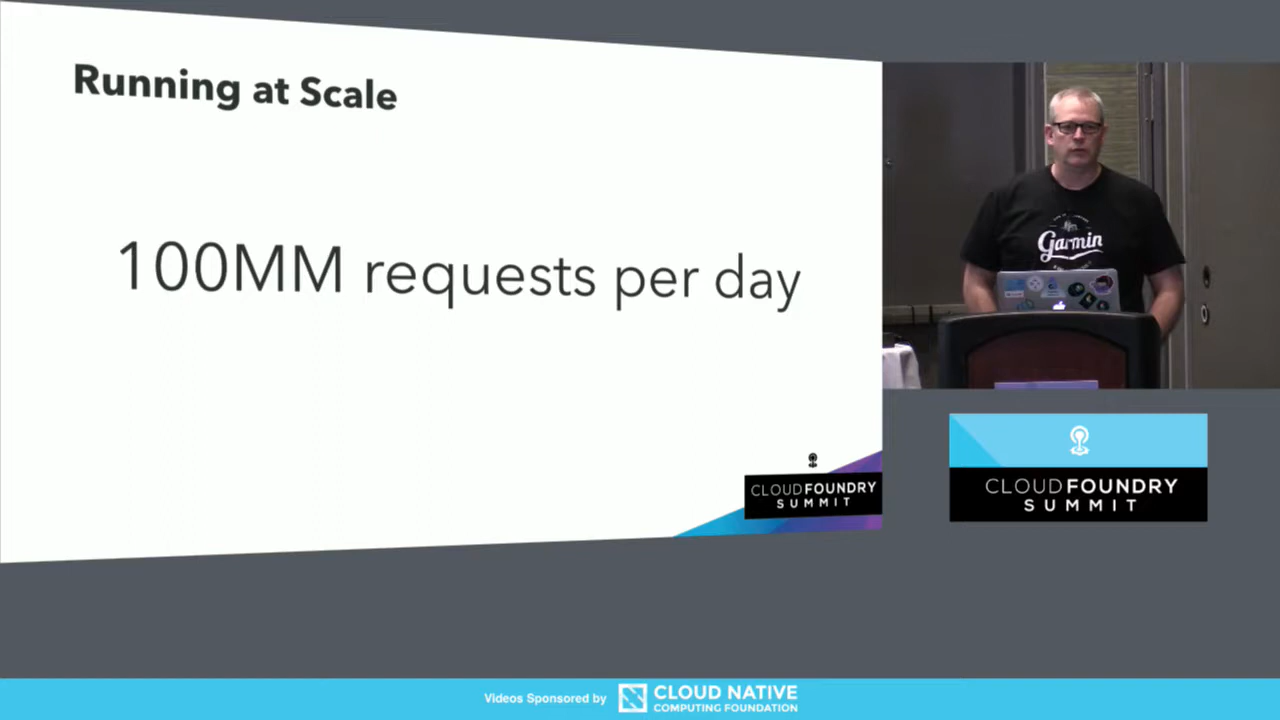 Running at Scale
100MM requests per day
CLOUDFOUNDRY
SUMMIT
Garmin
CLOUDFOUNDRY
SUMMIT
Videos Sponsored by
CLOUD NATIVE
COMPUTING FOUNDATION